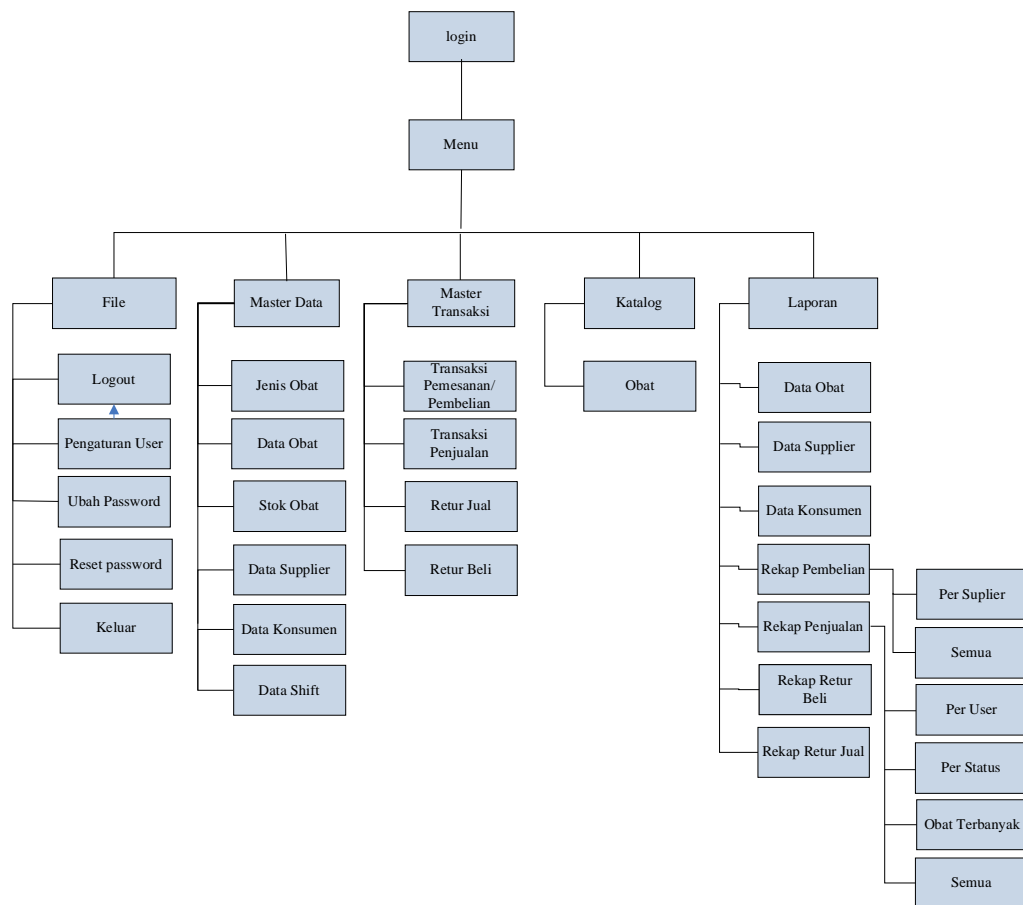 login
Menu
File
Master Data
Master
Transaksi
Katalog
Laporan
Logout
Pengaturan User
Ubah Password
Reset password
Keluar
Jenis Obat
Data Obat
Stok Obat
Data Supplier
Data Konsumen
Data Shift
Transaksi
Pemesanan/
Pembelian
Transaksi
Penjualan
Retur Jual
Retur Beli
Obat
Data Obat
Data Supplier
Data Konsumen
Rekap Pembelian
Rekap Penjualan
Rekap Retur
Beli
Rekap Retur Jual
Per Suplier
Semua
Per User
Per Status
Obat Terbanyak
Semua